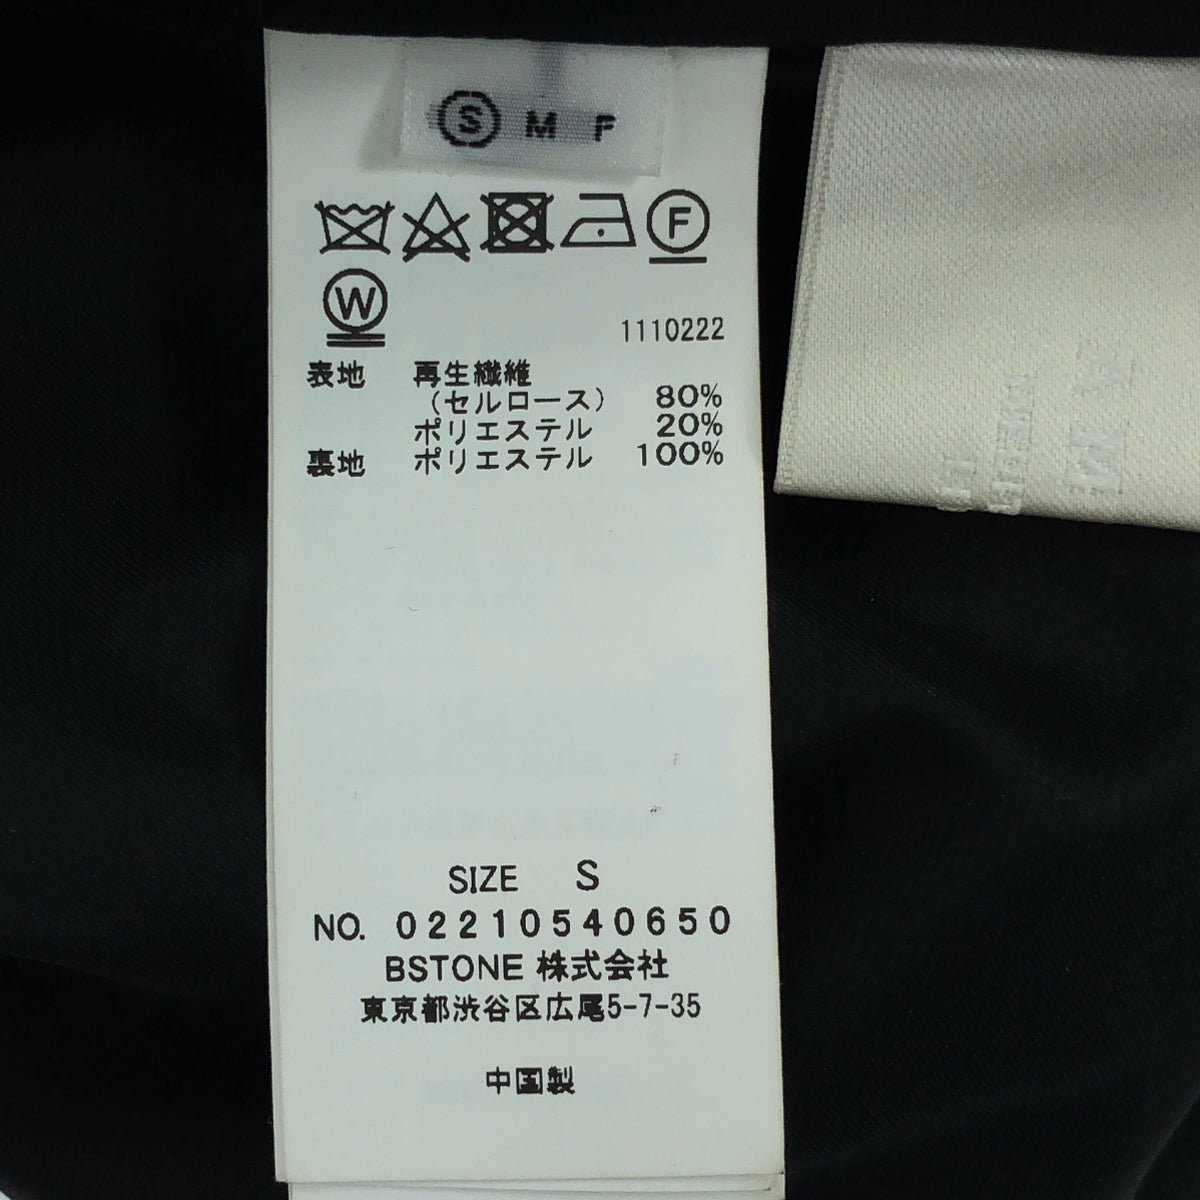 S M F
F
W
1110222
表地 再生繊維
(セルロース) 80%
ポリエステル 20%
裏地 ポリエステル 100%
SIZE S
NO. 02210540650
BSTONE 株式会社
東京都渋谷区広尾5-7-35
中国製